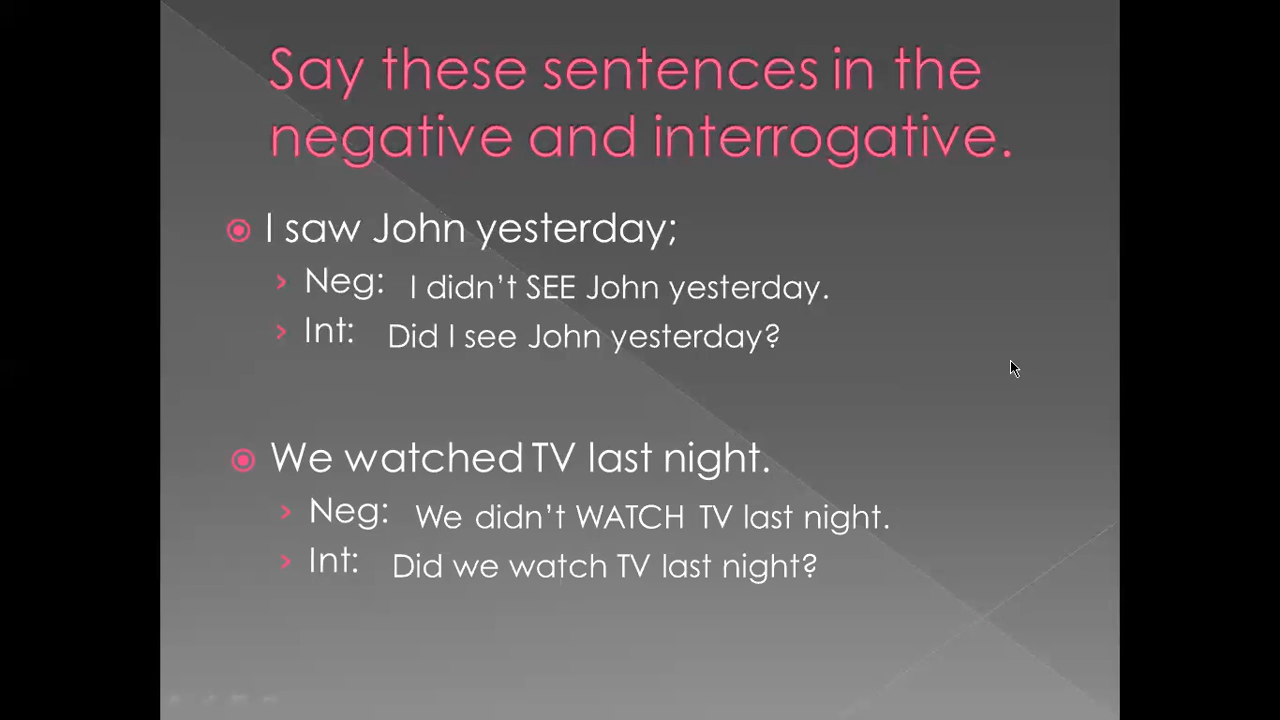 Say these sentences in the
negative and interrogative.
I saw John yesterday;
Neg: I didn't SEE John yesterday.
Int: Did I see John yesterday?
We watched TV last night.
Neg: We didn't WATCH TV last night.
Int: Did we watch TV last night?